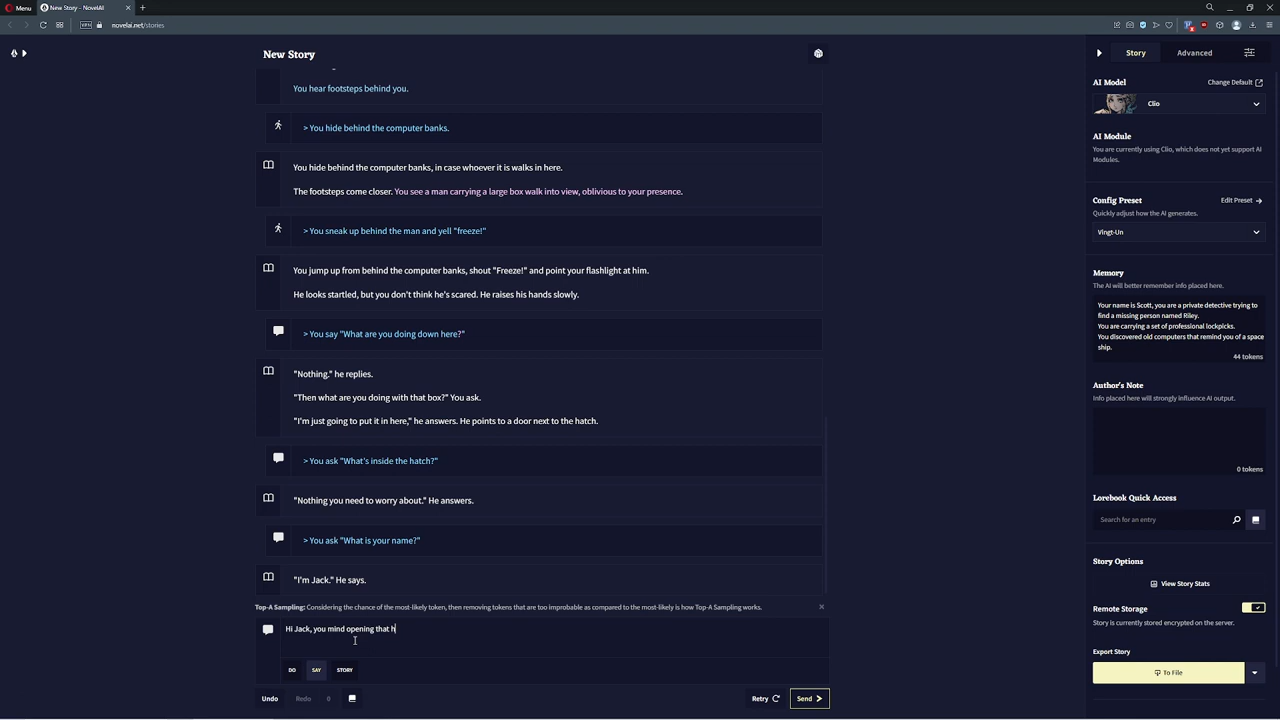 Menu
New Story - NovelAI
VPN
novelai.net/stories
New Story
Story
Advanced
You hear footsteps behind you.
> You hide behind the computer banks.
You hide behind the computer banks, in case whoever it is walks in here.
The footsteps come closer. You see a man carrying a large box walk into view, oblivious to your presence.
> You sneak up behind the man and yell "freeze!"
You jump up from behind the computer banks, shout "Freeze!" and point your flashlight at him.
He looks startled, but you don't think he's scared. He raises his hands slowly.
> You say "What are you doing down here?"
"Nothing." he replies.
"Then what are you doing with that box?" You ask.
"I'm just going to put it in here," he answers. He points to a door next to the hatch.
> You ask "What's inside the hatch?"
"Nothing you need to worry about." He answers.
> You ask "What is your name?"
"I'm Jack." He says.
Top-A Sampling: Considering the chance of the most-likely token, then removing tokens that are too improbable as compared to the most-likely is how Top-A Sampling works.
Hi Jack, you mind opening that h
DO
SAY
STORY
Undo
Redo
0
Retry
Send
AI Model
Change Default
Clio
AI Module
You are currently using Clio, which does not yet support AI
Modules.
Config Preset
Edit Preset
Quickly adjust how the AI generates.
Vingt-Un
Memory
The AI will better remember info placed here.
Your name is Scott, you are a private detective trying to
find a missing person named Riley.
You are carrying a set of professional lockpicks.
You discovered old computers that remind you of a space
ship.
44 tokens
Author's Note
Info placed here will strongly influence AI output.
0 tokens
Lorebook Quick Access
Search for an entry
Story Options
View Story Stats
Remote Storage
Story is currently stored encrypted on the server.
Export Story
To File